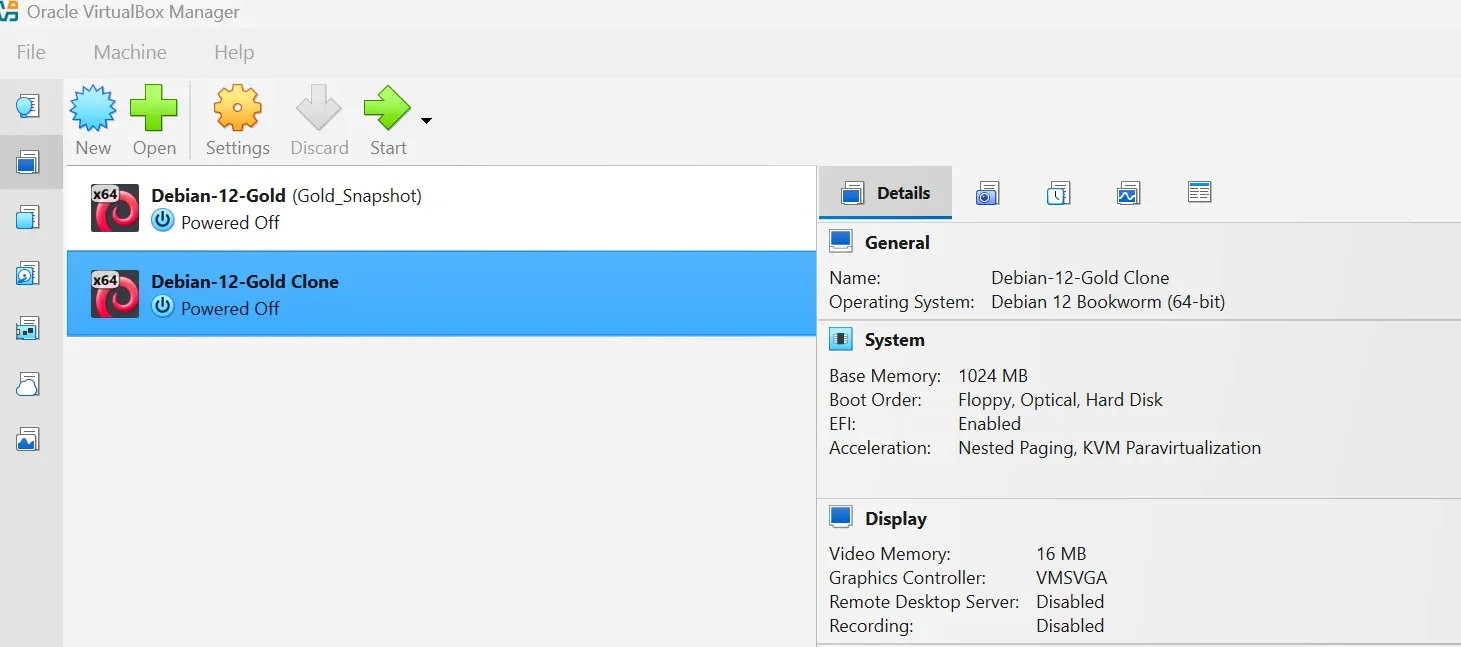 Oracle VirtualBox Manager
File Machine Help
New Open Settings Discard Start
x64 Debian-12-Gold (Gold_Snapshot)
Powered Off
x64 Debian-12-Gold Clone
Powered Off
Details
General
Name: Debian-12-Gold Clone
Operating System: Debian 12 Bookworm (64-bit)
System
Base Memory: 1024 MB
Boot Order: Floppy, Optical, Hard Disk
EFI: Enabled
Acceleration: Nested Paging, KVM Paravirtualization
Display
Video Memory: 16 MB
Graphics Controller: VMSVGA
Remote Desktop Server: Disabled
Recording: Disabled